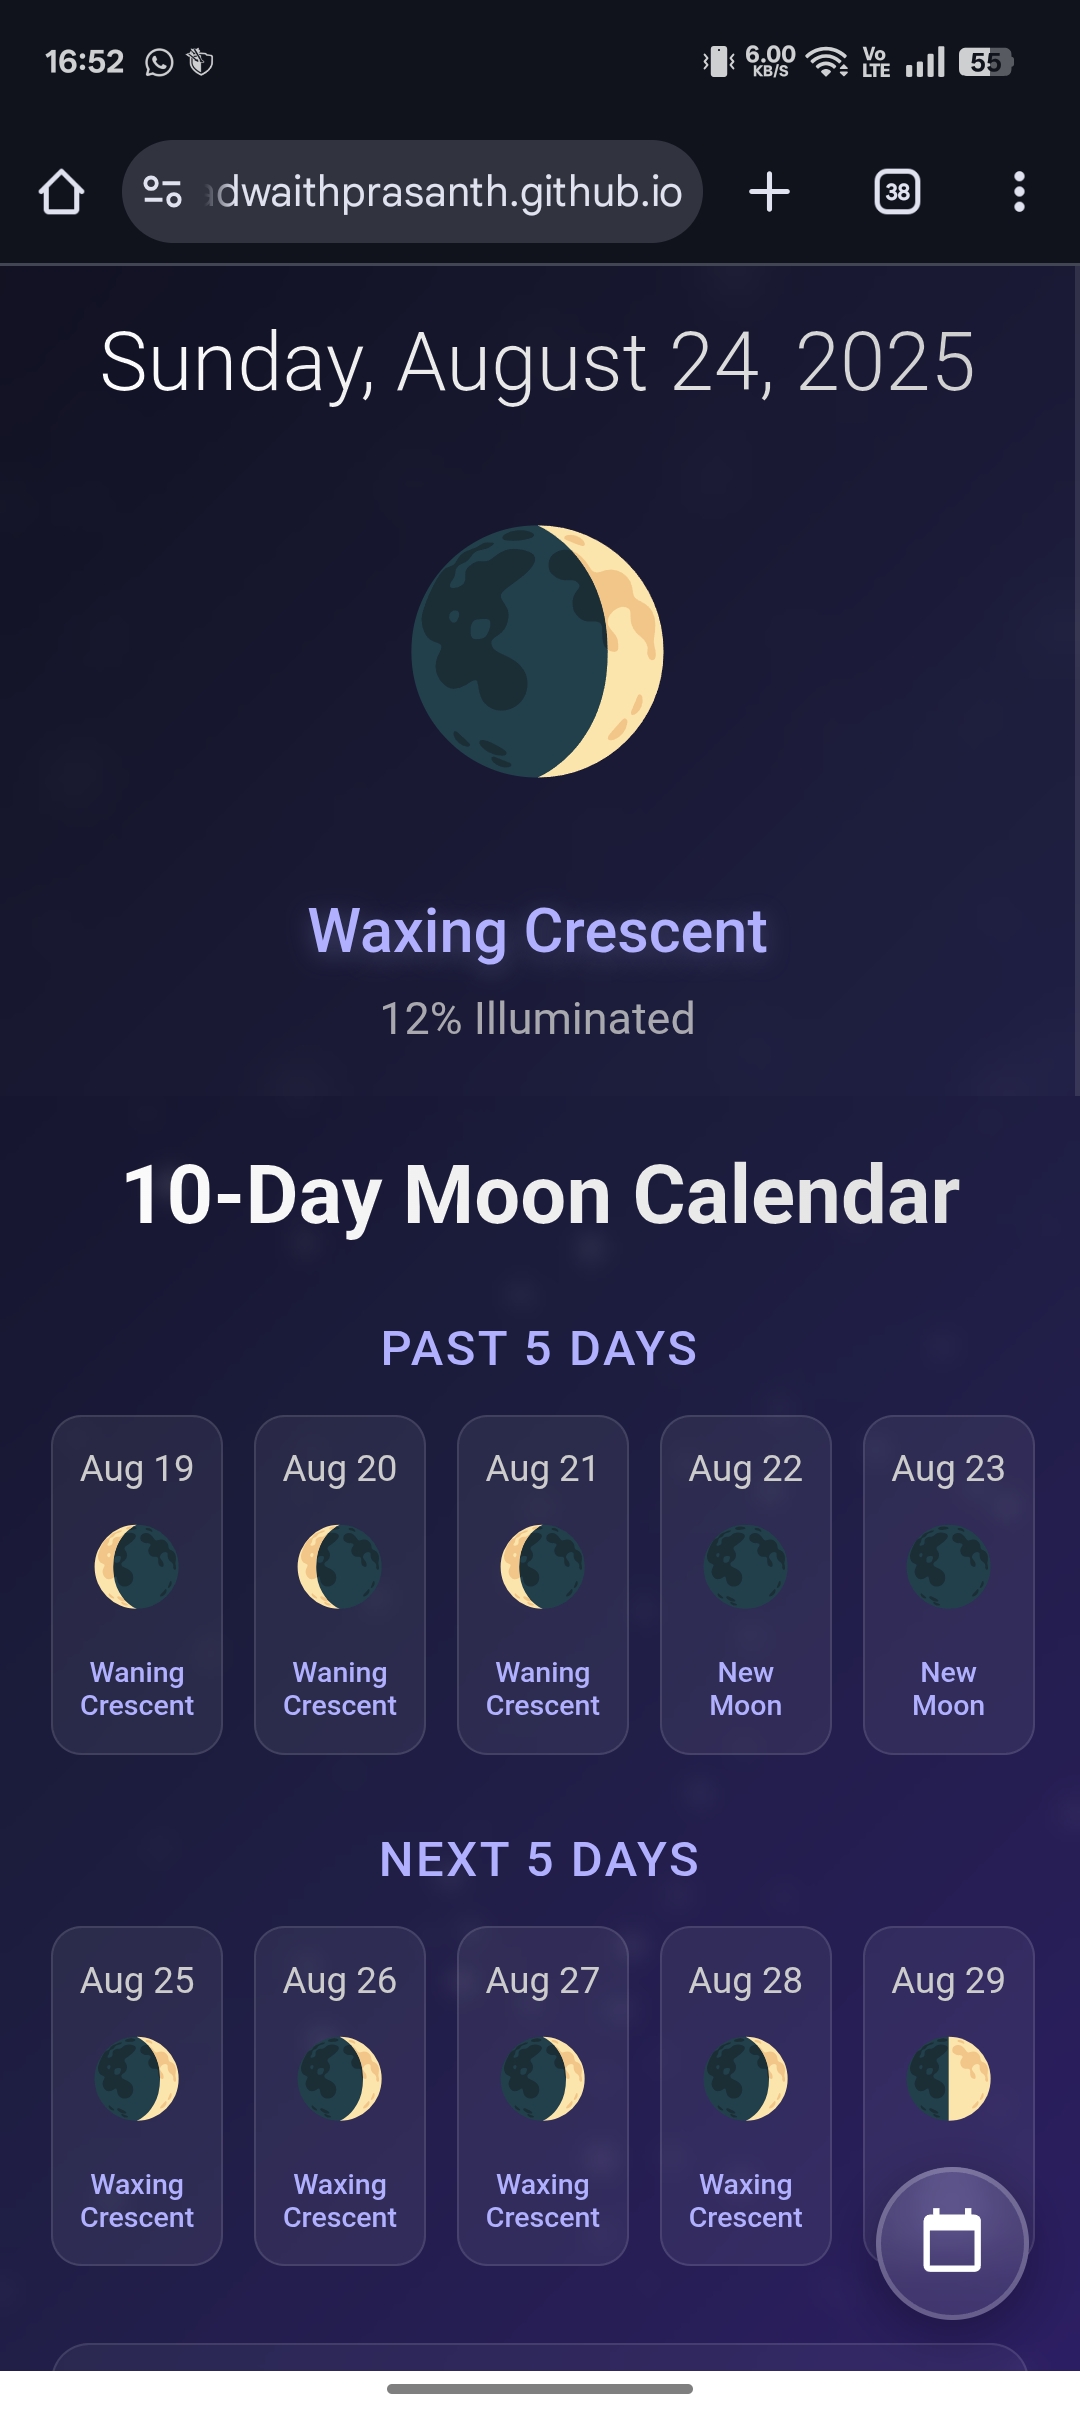 16:52
6.00
KB/S
Vo
LTE
55
adwaithprasanth.github.io
38
Sunday, August 24, 2025
Waxing Crescent
12% Illuminated
10-Day Moon Calendar
PAST 5 DAYS
Aug 19
Aug 20
Aug 21
Aug 22
Aug 23
Waning
Crescent
Waning
Crescent
Waning
Crescent
New
Moon
New
Moon
NEXT 5 DAYS
Aug 25
Aug 26
Aug 27
Aug 28
Aug 29
Waxing
Crescent
Waxing
Crescent
Waxing
Crescent
Waxing
Crescent